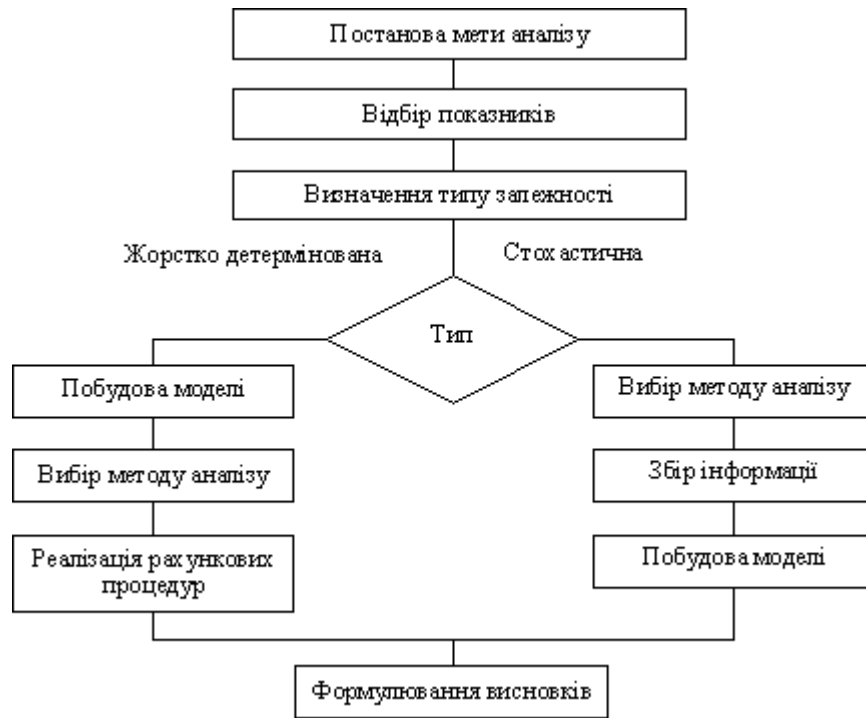 Постанова мети аналізу
Відбір показників
Визначення типу залежності
Жорстко детермінована
Стохастична
Тип
Побудова моделі
Вибір методу аналізу
Реалізація рахункових
процедур
Вибір методу аналізу
Збір інформації
Побудова моделі
Формулювання висновків